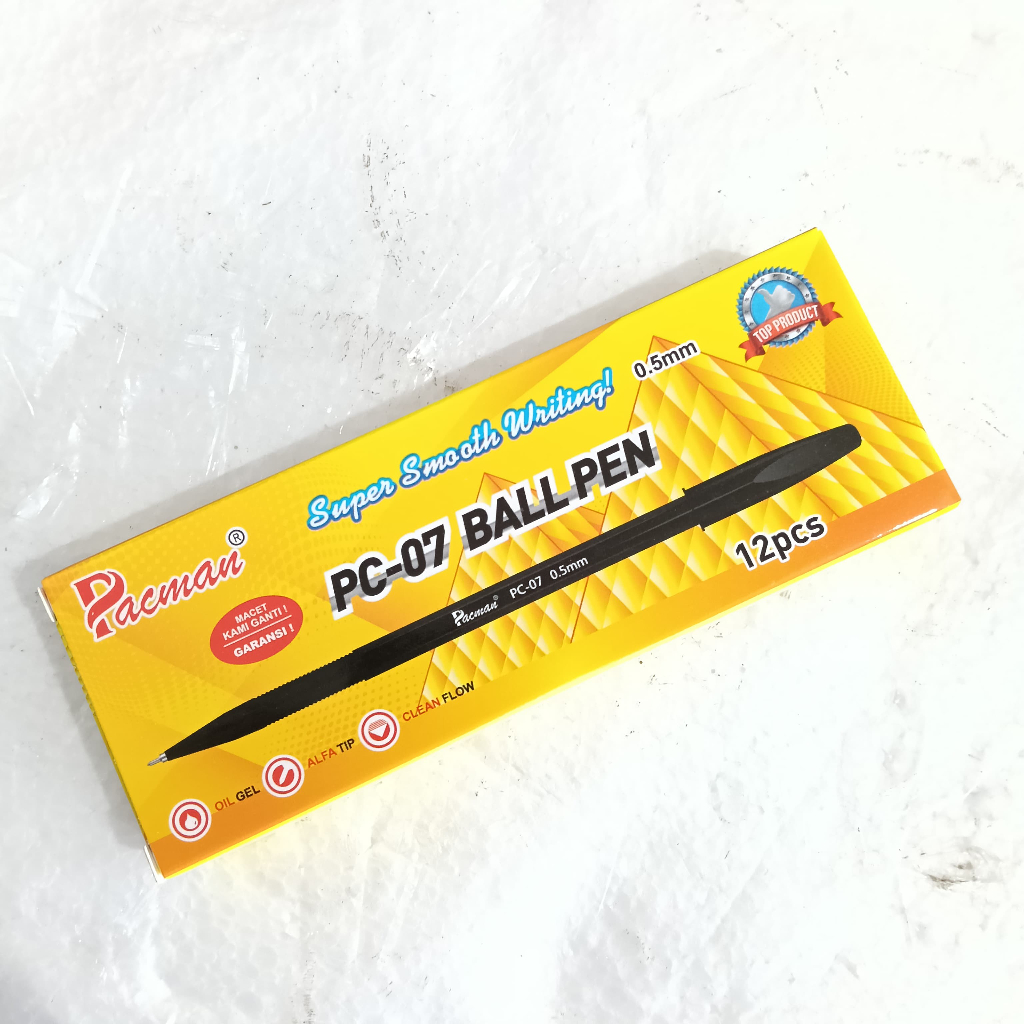 TOP PRODUCT
0.5mm
Super Smooth Writing!
PC-07 BALL PEN
Pacman®
MACET
KAMI GANTI !
GARANSI !
Pacman® PC-07 0.5mm
12pcs
OIL GEL
ALFA TIP
CLEAN FLOW